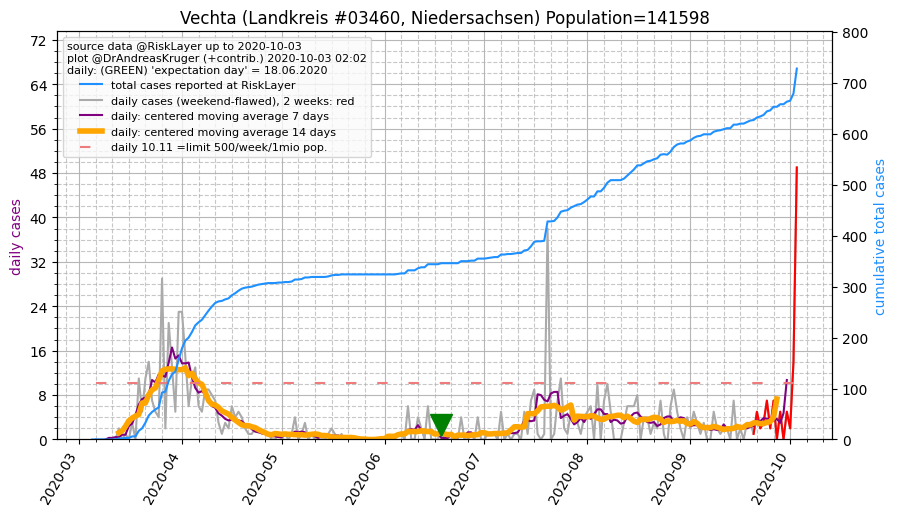 Vechta (Landkreis #03460, Niedersachsen) Population=141598
source data @RiskLayer up to 2020-10-03
plot @DrAndreasKruger (+contrib.) 2020-10-03 02:02
daily: (GREEN) 'expectation day' = 18.06.2020
total cases reported at RiskLayer
daily cases (weekend-flawed), 2 weeks: red
daily: centered moving average 7 days
daily: centered moving average 14 days
daily 10.11 =limit 500/week/1mio pop.
daily cases
72
64
56
48
40
32
24
16
8
0
800
700
600
500
400
300
200
100
0
cumulative total cases
2020-03
2020-04
2020-05
2020-06
2020-07
2020-08
2020-09
2020-10